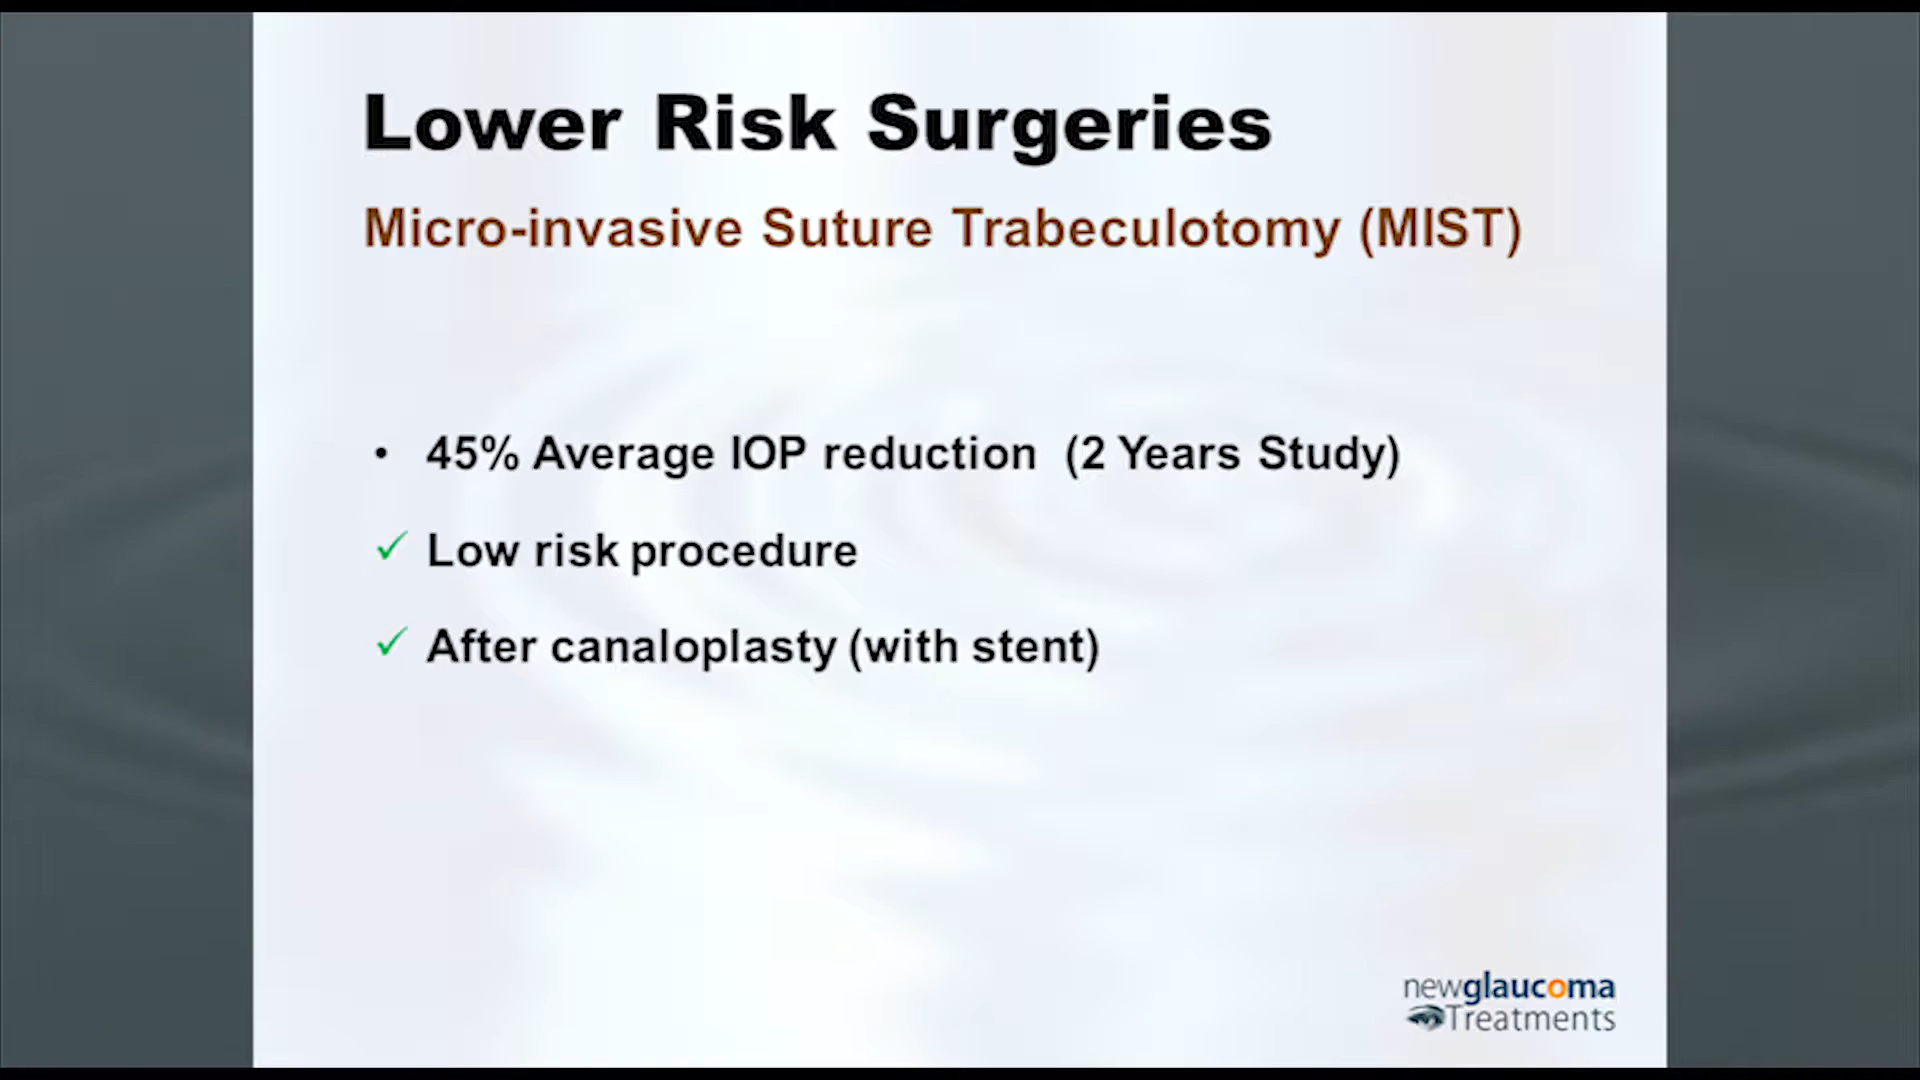 Lower Risk Surgeries
Micro-invasive Suture Trabeculotomy (MIST)
• 45% Average IOP reduction (2 Years Study)
✓ Low risk procedure
✓ After canaloplasty (with stent)
newglaucoma
Treatments